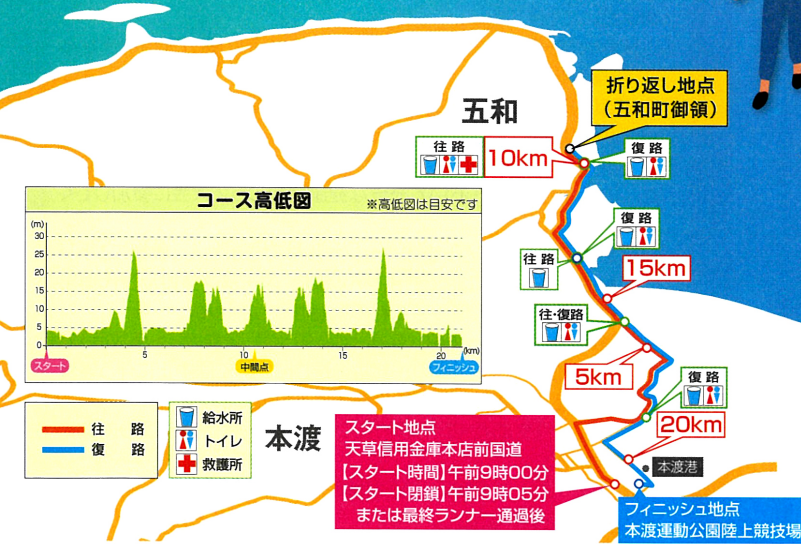 折り返し地点
(五和町御領)
五和
往 路
10km
復 路
コース高低図
※高低図は目安です
(m)
30
25
20
15
10
5
0
5
10
15
20
(km)
スタート
中間点
フィニッシュ
復 路
往 路
15km
往・復路
5km
復 路
20km
本渡港
往 路
復 路
給水所
トイレ
救護所
本渡
スタート地点
天草信用金庫本店前国道
【スタート時間】午前9時00分
【スタート閉鎖】午前9時05分
または最終ランナー通過後
フィニッシュ地点
本渡運動公園陸上競技場